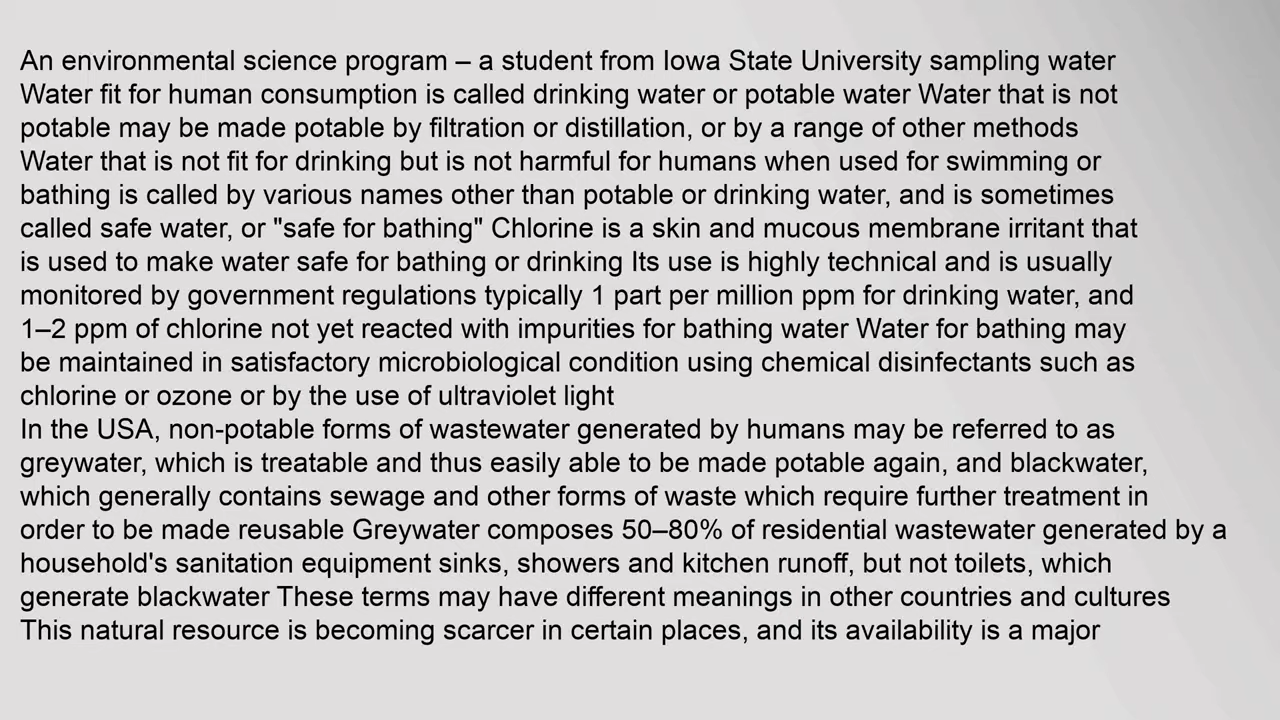 An environmental science program – a student from Iowa State University sampling water
Water fit for human consumption is called drinking water or potable water Water that is not
potable may be made potable by filtration or distillation, or by a range of other methods
Water that is not fit for drinking but is not harmful for humans when used for swimming or
bathing is called by various names other than potable or drinking water, and is sometimes
called safe water, or "safe for bathing" Chlorine is a skin and mucous membrane irritant that
is used to make water safe for bathing or drinking Its use is highly technical and is usually
monitored by government regulations typically 1 part per million ppm for drinking water, and
1–2 ppm of chlorine not yet reacted with impurities for bathing water Water for bathing may
be maintained in satisfactory microbiological condition using chemical disinfectants such as
chlorine or ozone or by the use of ultraviolet light
In the USA, non-potable forms of wastewater generated by humans may be referred to as
greywater, which is treatable and thus easily able to be made potable again, and blackwater,
which generally contains sewage and other forms of waste which require further treatment in
order to be made reusable Greywater composes 50–80% of residential wastewater generated by a
household's sanitation equipment sinks, showers and kitchen runoff, but not toilets, which
generate blackwater These terms may have different meanings in other countries and cultures
This natural resource is becoming scarcer in certain places, and its availability is a major